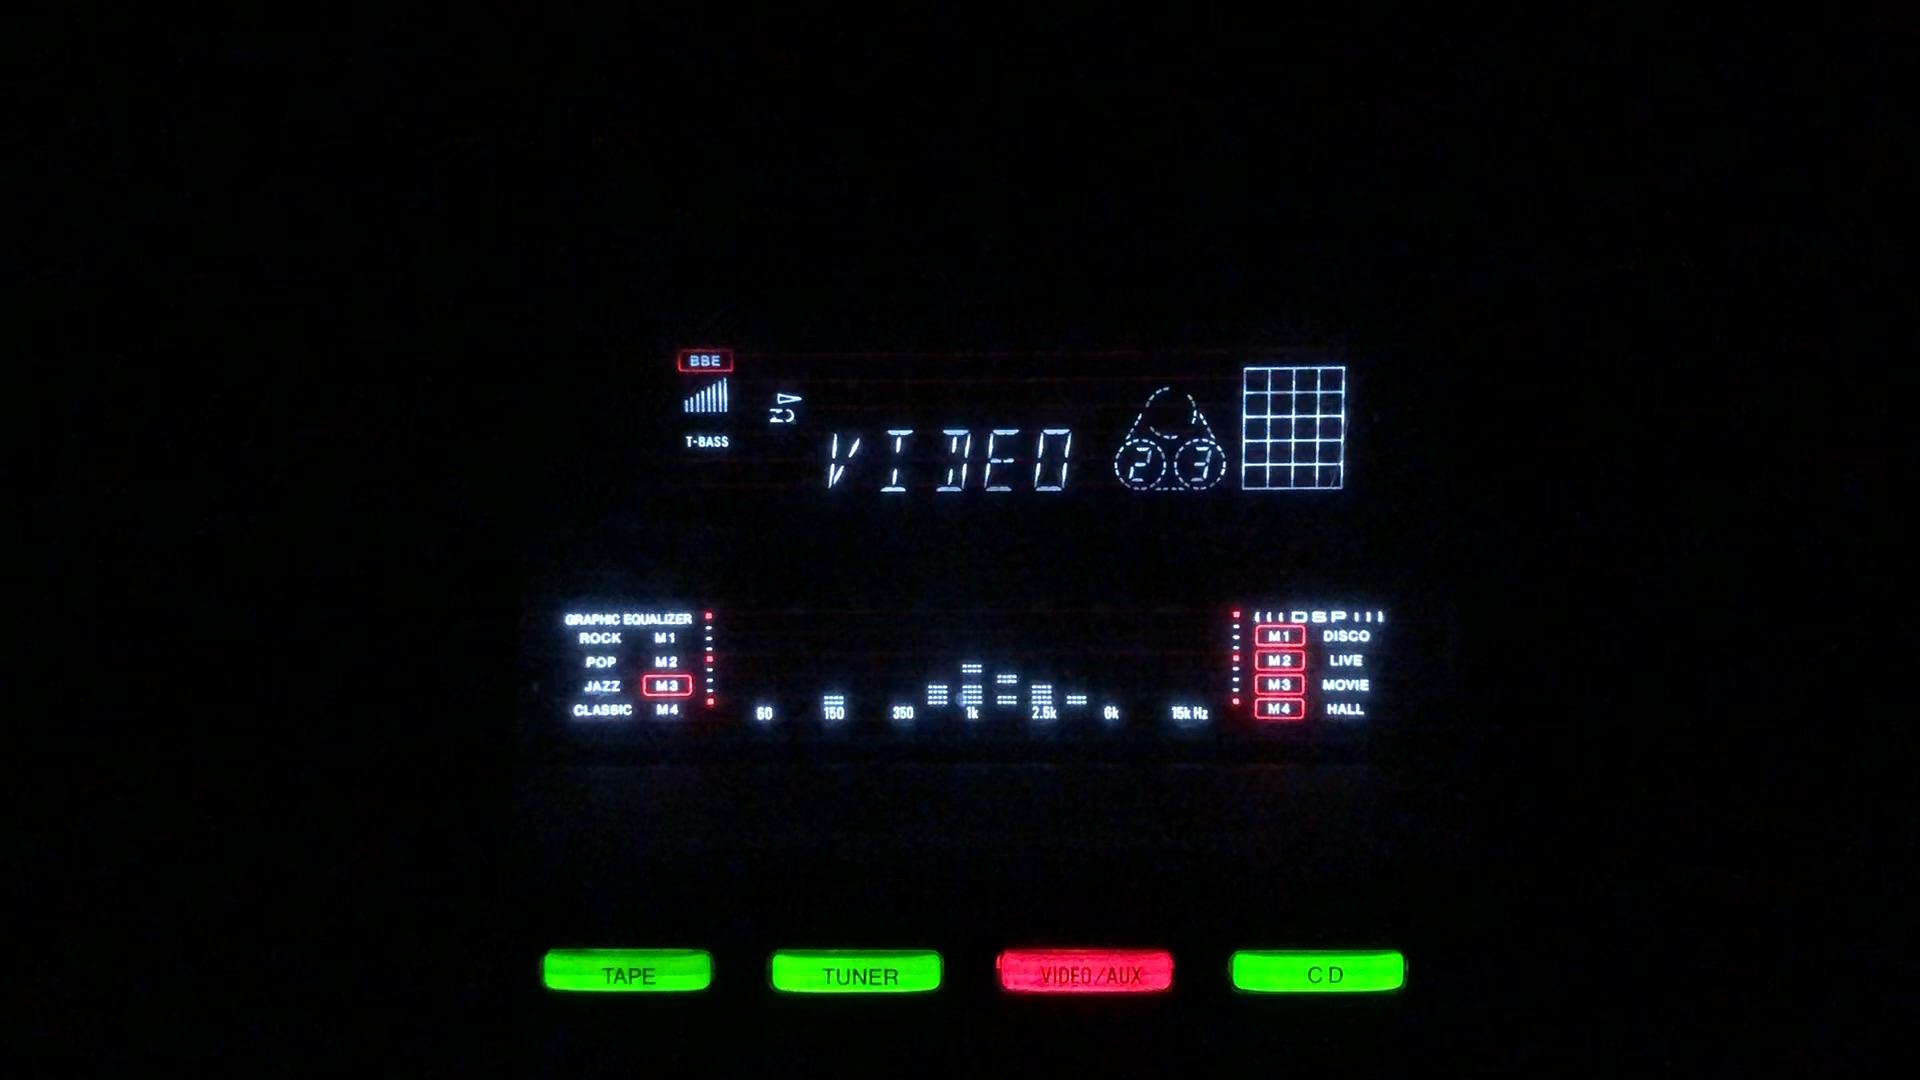 BBE
T-BASS
VIDEO
2 3
GRAPHIC EQUALIZER
ROCK M1
POP M2
JAZZ M3
CLASSIC M4
60 150 350 1k 2.5k 6k 15k Hz
DSP
M1 DISCO
M2 LIVE
M3 MOVIE
M4 HALL
TAPE TUNER VIDEO/AUX CD